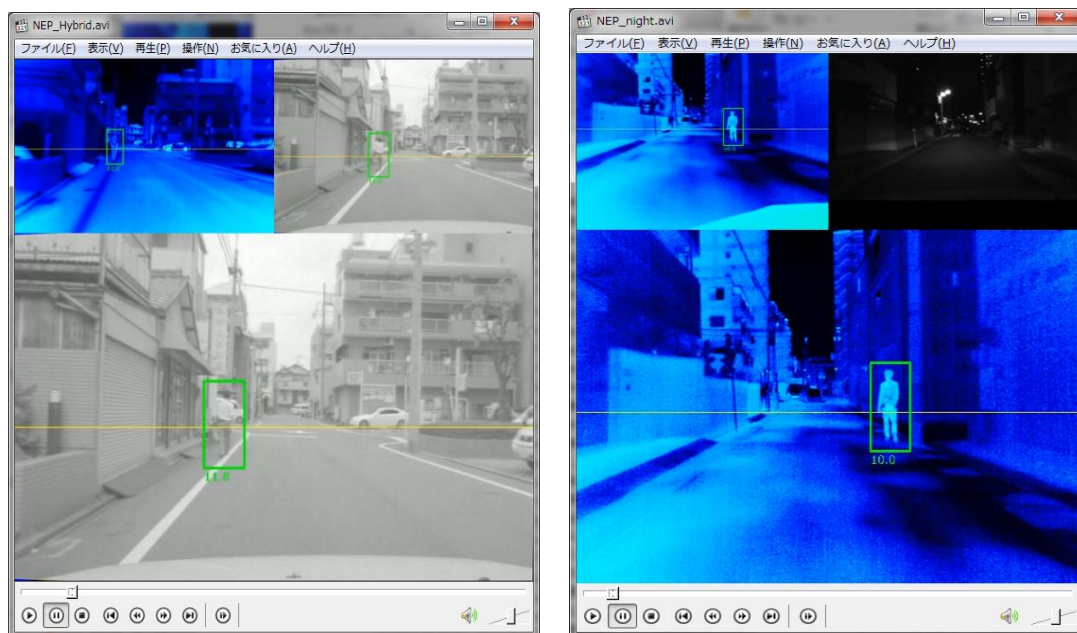 NEP_Hybrid.avi
ファイル(F) 表示(V) 再生(P) 操作(N) お気に入り(A) ヘルプ(H)
11.6
NEP_night.avi
ファイル(F) 表示(V) 再生(P) 操作(N) お気に入り(A) ヘルプ(H)
10.0
10.0